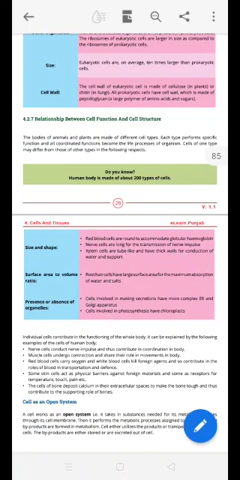 The ribosomes of eukaryotic cells are larger in size as compared to
the ribosomes of prokaryotic cells.
Size:
Eukaryotic cells are, on average, ten times larger than prokaryotic
cells.
Cell Wall
The cell wall of eukaryotic cell is made of cellulose (in plants) or
chitin (in fungi). All prokaryotic cells have cell wall, which is made of
peptidoglycan (a large polymer of amino acids and sugars).
4.2.7 Relationship Between Cell Function And Cell Structure
The bodies of animals and plants are made of different cell types. Each type performs specific
function and all coordinated functions become the life processes of organism. Cells of one type
may differ from those of other types in the following respects.
85
Do you know?
Human body is made of about 200 types of cells.
29
V: 1.1
4. Cells And Tissues
eLearn.Punjab
Size and shape:
• Red blood cells are round to accommodate globular haemoglobin
• Nerve cells are long for the transmission of nerve impulse
• Xylem cells are tube like and have thick walls for conduction of
water and support
Surface area to volume
ratio:
• Root hair cells have large surface area for the maximum absorption
of water and salts
Presence or absence of
organelles:
• Cells involved in making secretions have more complex ER and
Golgi apparatus
• Cells involved in photosynthesis have chloroplasts
Individual cells contribute in the functioning of the whole body. It can be explained by the following
examples of the cells of human body:
• Nerve cells conduct nerve impulse and thus contribute in coordination in body.
• Muscle cells undergo contraction and share their role in movements in body.
• Red blood cells carry oxygen and white blood cells kill foreign agents and so contribute in the
roles of blood in transportation and defence.
• Some skin cells act as physical barriers against foreign materials and some as receptors for
temperature, touch, pain etc.
• The cells of bone deposit calcium in their extracellular spaces to make the bone tough and thus
contribute to the supporting role of bones.
Cell as an Open System
A cell works as an open system i.e. it takes in substances needed for its metabolic
through its cell membrane. Then it performs the metabolic processes assigned to
by-products are formed in metabolism. Cell either utilizes the products or transports
cells. The by-products are either stored or are excreted out of cell.